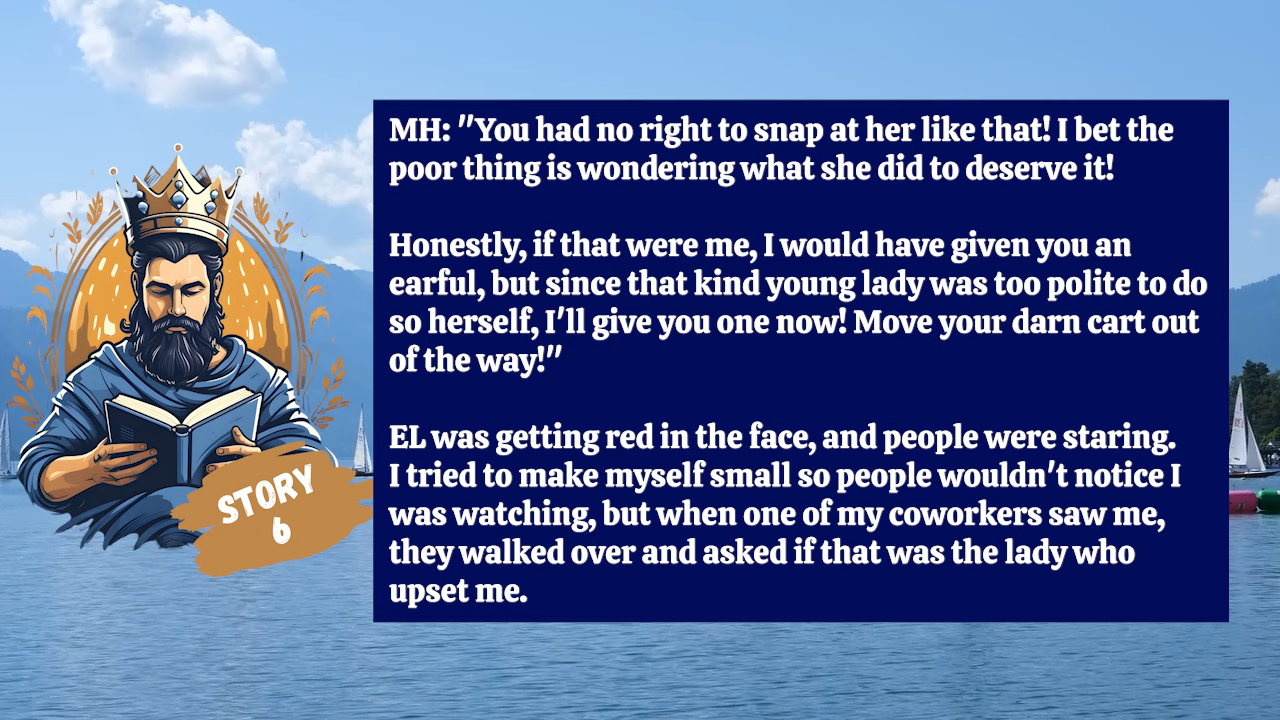 MH: "You had no right to snap at her like that! I bet the
poor thing is wondering what she did to deserve it!
Honestly, if that were me, I would have given you an
earful, but since that kind young lady was too polite to do
so herself, I'll give you one now! Move your darn cart out
of the way!"
EL was getting red in the face, and people were staring.
I tried to make myself small so people wouldn't notice I
was watching, but when one of my coworkers saw me,
they walked over and asked if that was the lady who
upset me.
STORY
6